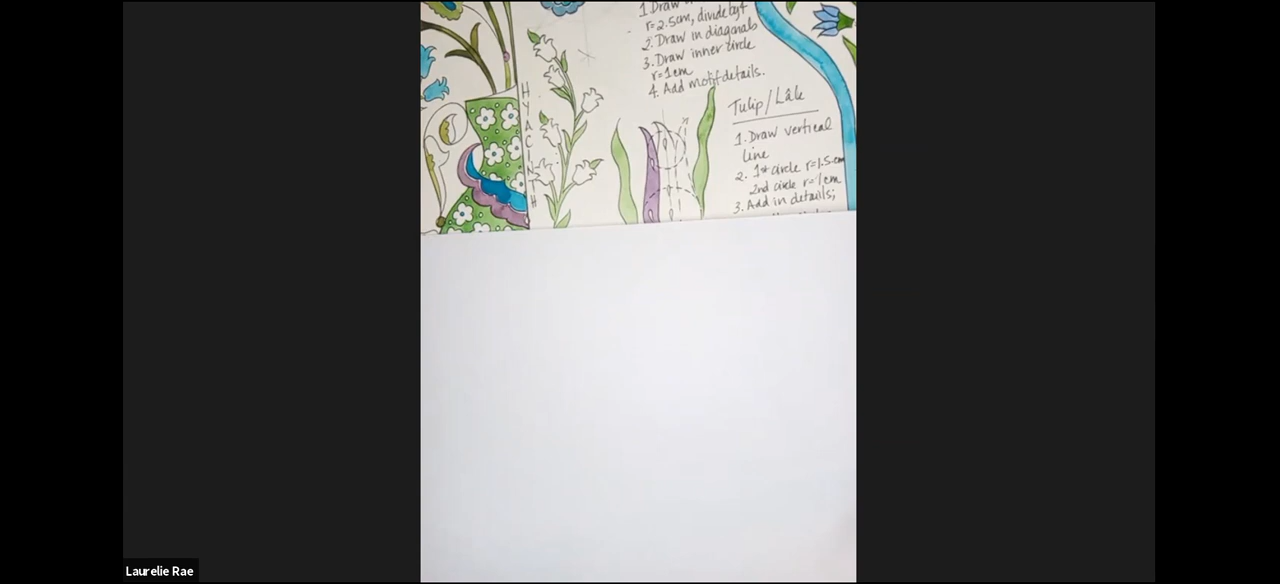 1. Draw
r=2.5cm, divide by
2. Draw in diagonals
3. Draw inner circle
r=1cm
4. Add motif details.
HYACINTH
Tulip/Lâle
1. Draw vertical
line
2. 1st circle r=1.5cm
2nd circle r=1cm
3. Add in details;
Laurelie Rae